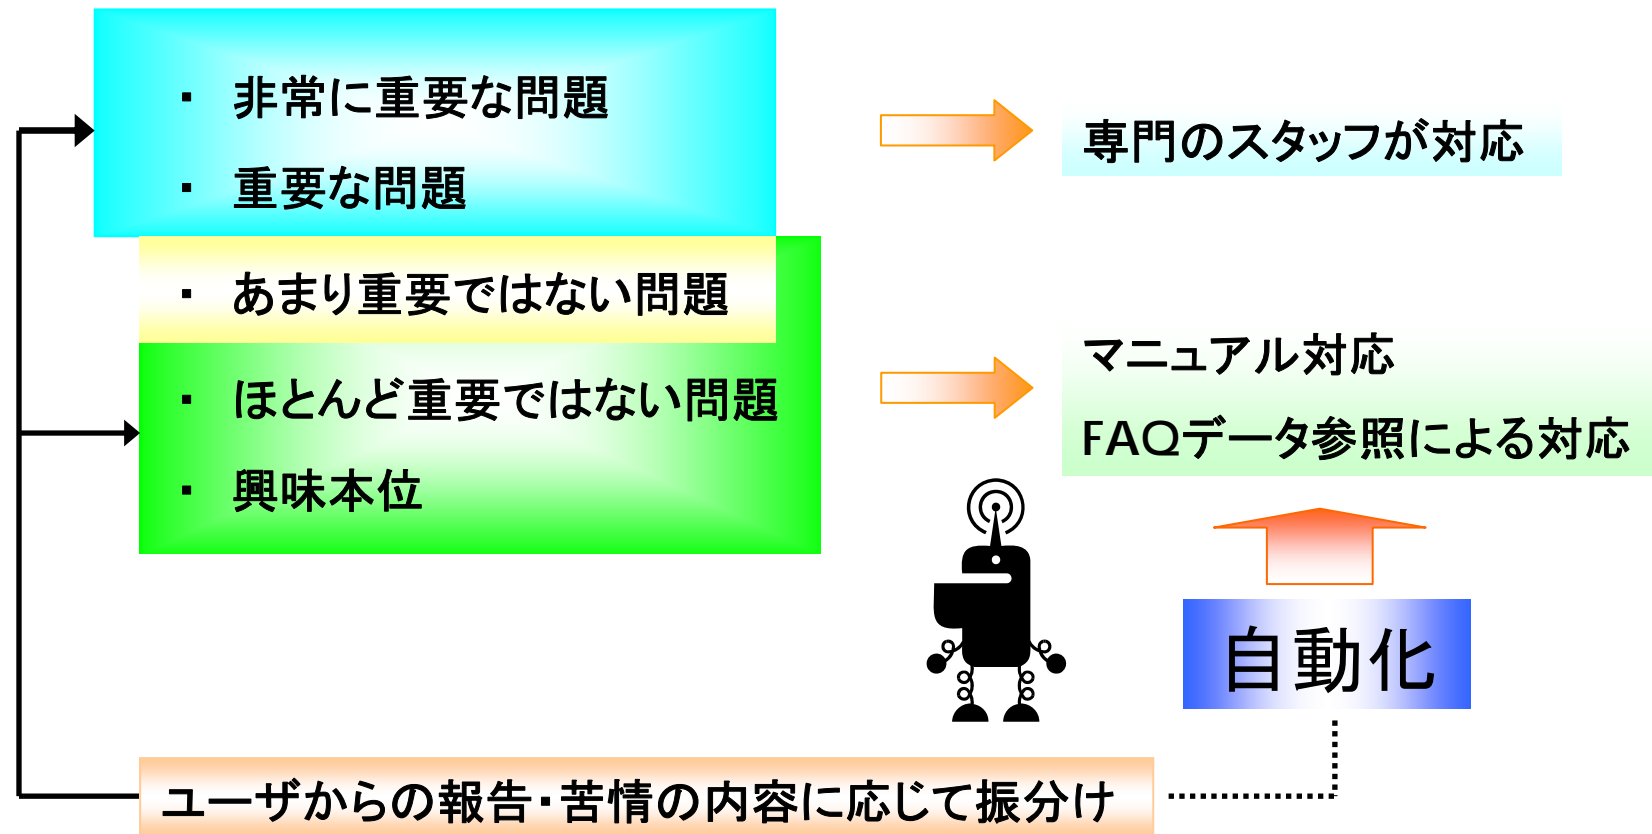 ・ 非常に重要な問題
・ 重要な問題
専門のスタッフが対応
・ あまり重要ではない問題
・ ほとんど重要ではない問題
・ 興味本位
マニュアル対応
FAQデータ参照による対応
自動化
ユーザからの報告・苦情の内容に応じて振分け